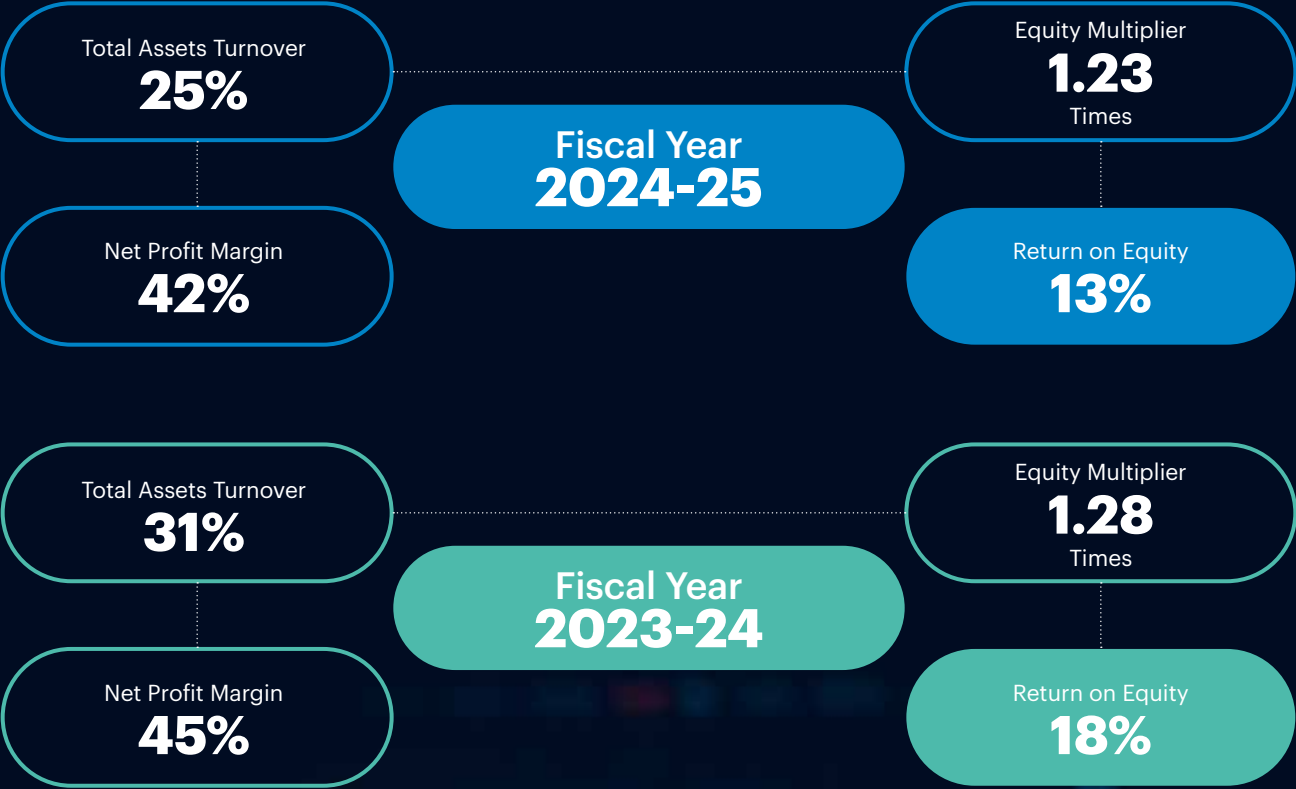 Total Assets Turnover
25%
Equity Multiplier
1.23
Times
Fiscal Year
2024-25
Net Profit Margin
42%
Return on Equity
13%
Total Assets Turnover
31%
Equity Multiplier
1.28
Times
Fiscal Year
2023-24
Net Profit Margin
45%
Return on Equity
18%